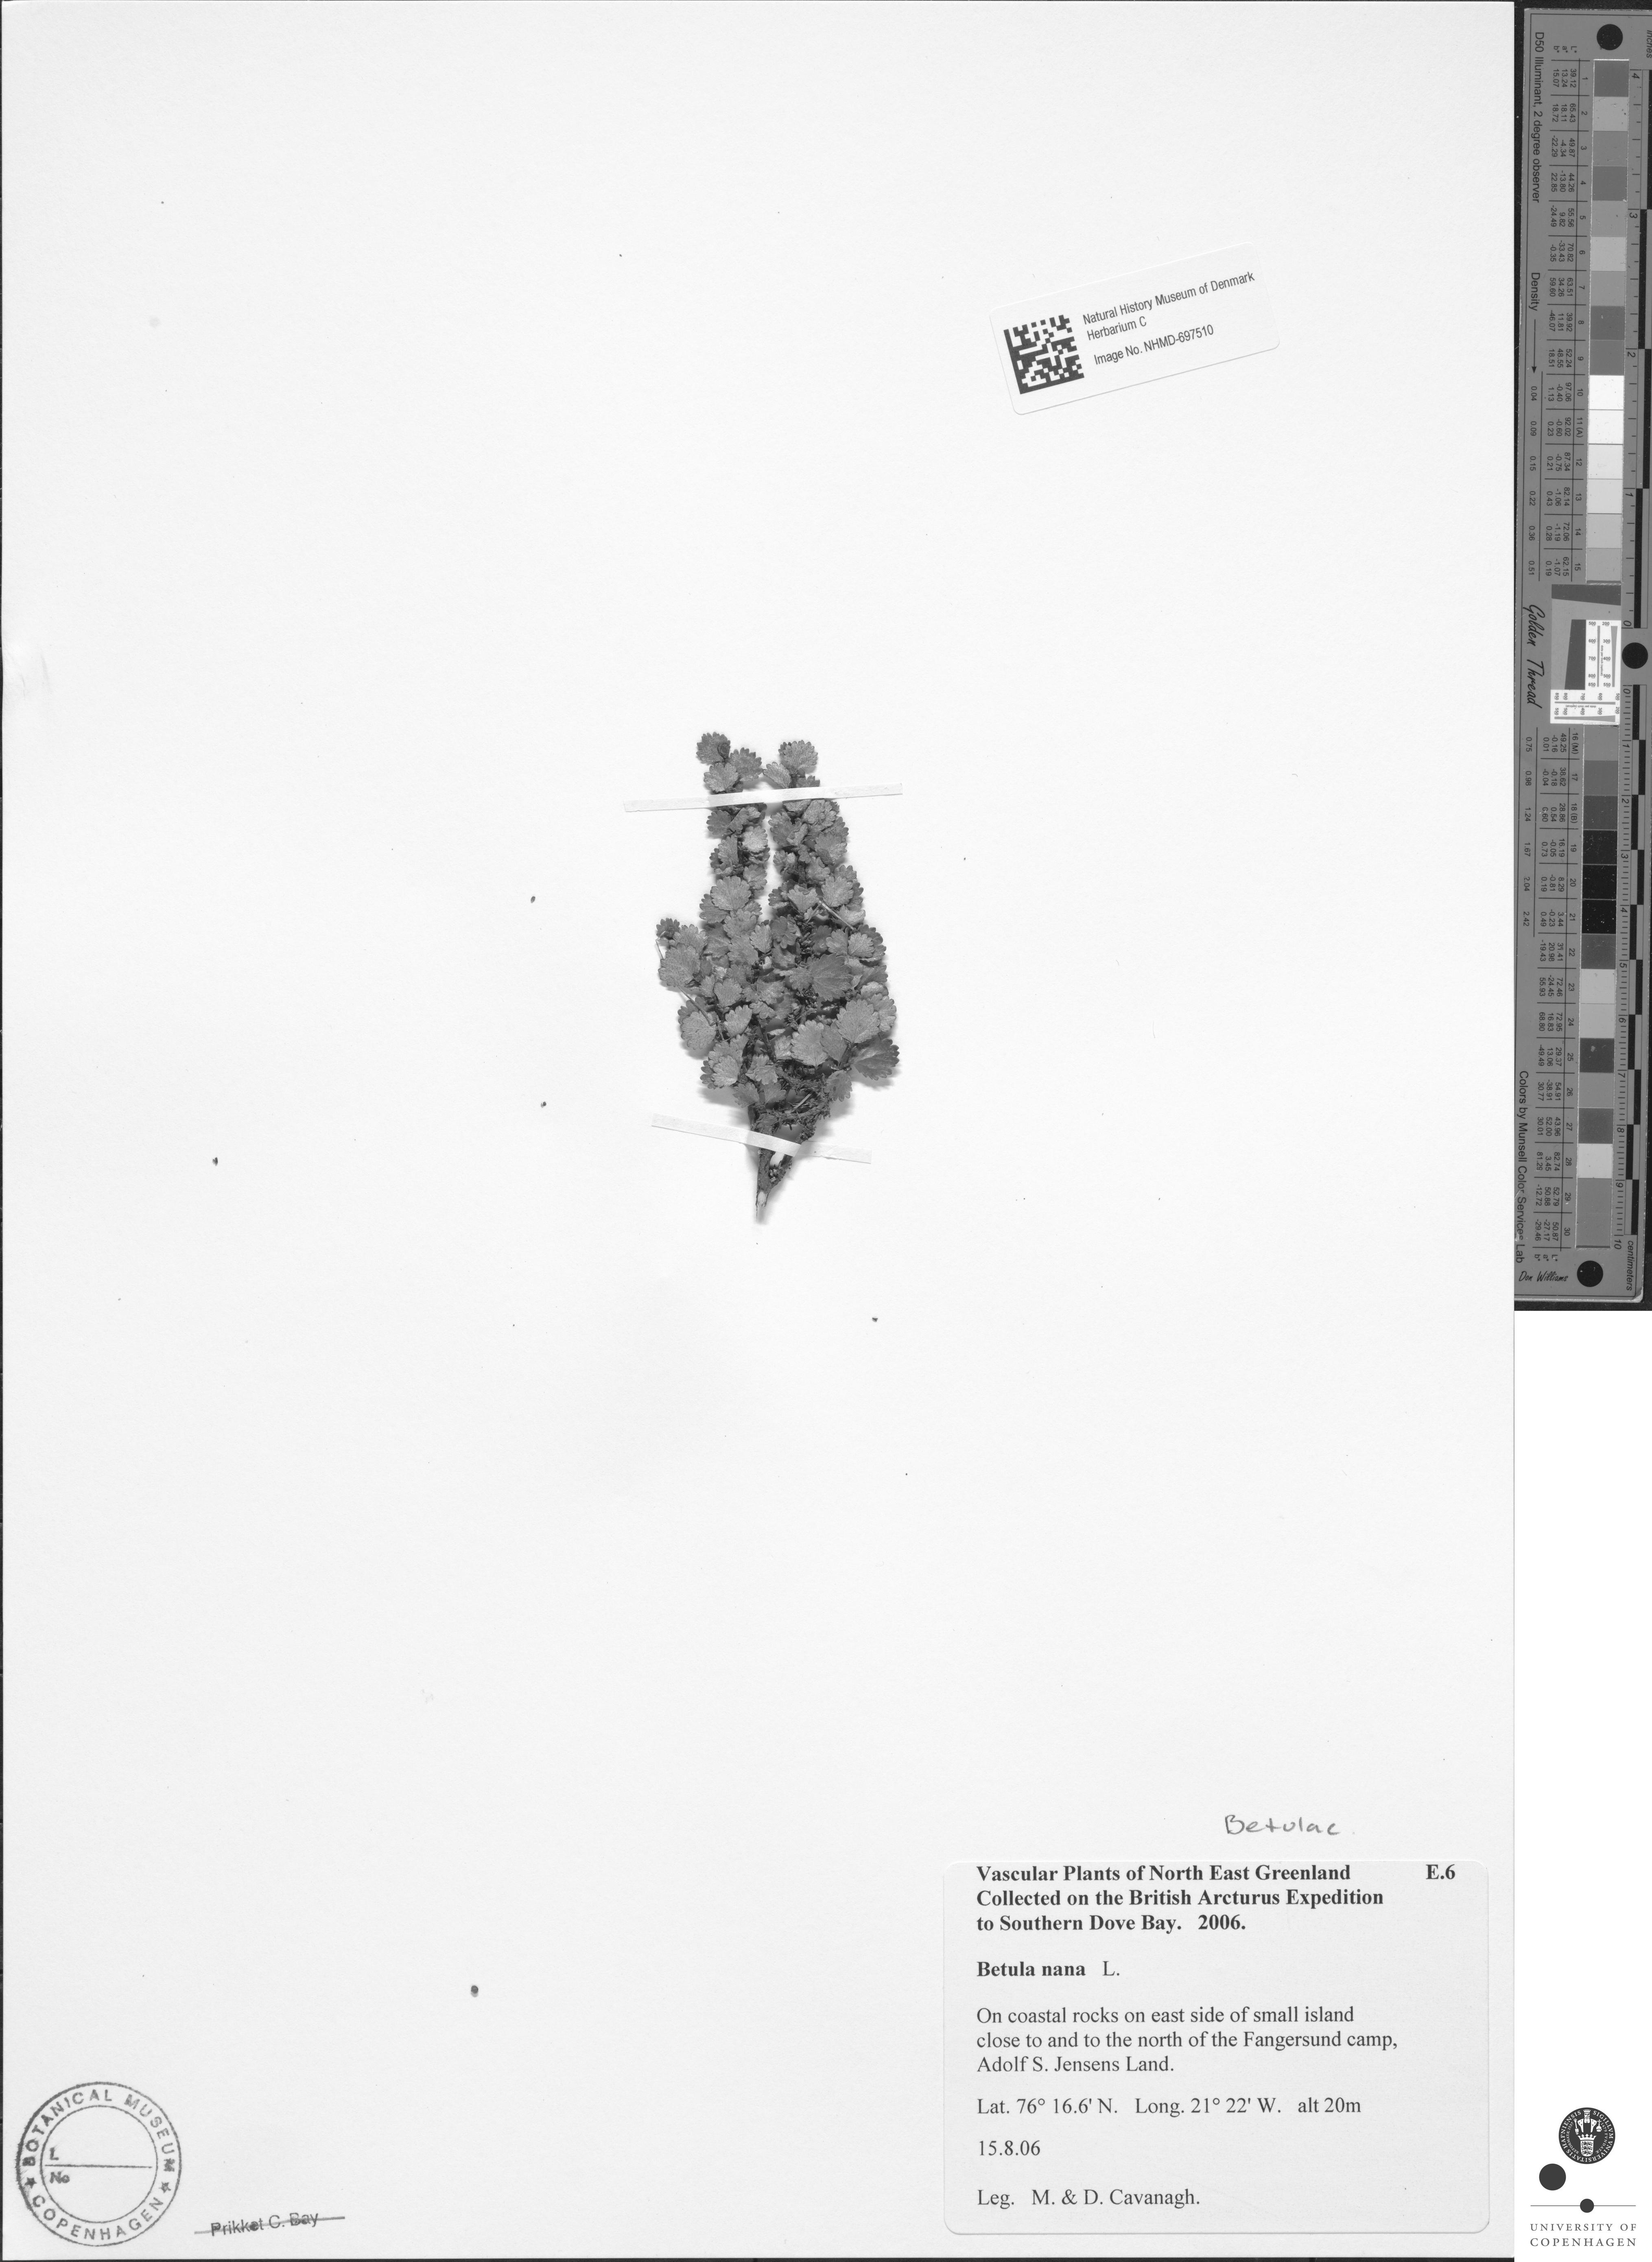 Natural History Museum of Denmark
Herbarium C
Image No. NHMD-697510
Betulac.
Vascular Plants of North East Greenland E.6
Collected on the British Arcturus Expedition
to Southern Dove Bay. 2006.
Betula nana L.
On coastal rocks on east side of small island
close to and to the north of the Fangersund camp,
Adolf S. Jensens Land.
Lat. 76° 16.6' N. Long. 21° 22' W. alt 20m
15.8.06
Leg. M. & D. Cavanagh.
BOTANICAL MUSEUM
L
No
COPENHAGEN
Prikket C. Bay
D50 Illuminant, 2 degree observer
Density
Golden Thread
Colors by Munsell Color Services Lab
Don Williams
inches
centimeters
UNIVERSITY OF
COPENHAGEN